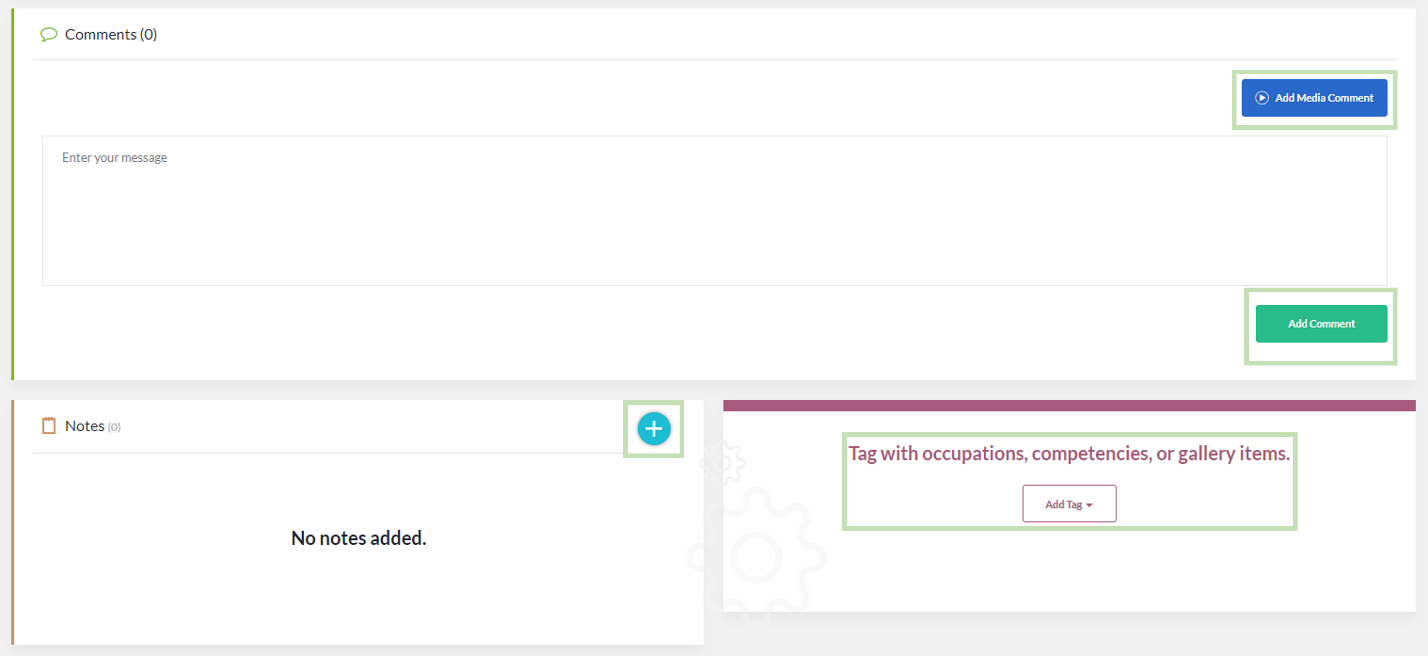 Comments (0)
Add Media Comment
Enter your message
Add Comment
Notes (0)
No notes added.
Tag with occupations, competencies, or gallery items.
Add Tag